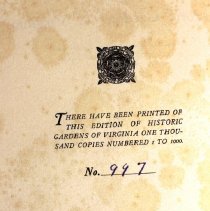 THERE HAVE BEEN PRINTED OF
THIS EDITION OF HISTORIC
GARDENS OF VIRGINIA ONE THOU-
SAND COPIES NUMBERED 1 TO 1000.
No. 997